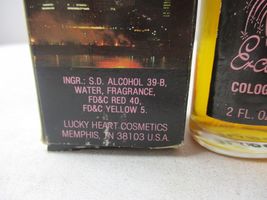 INGR.: S.D. ALCOHOL 39-B,
WATER, FRAGRANCE,
FD&C RED 40,
FD&C YELLOW 5.
LUCKY HEART COSMETICS
MEMPHIS, TN 38103 U.S.A.
COLO
2 FL. O